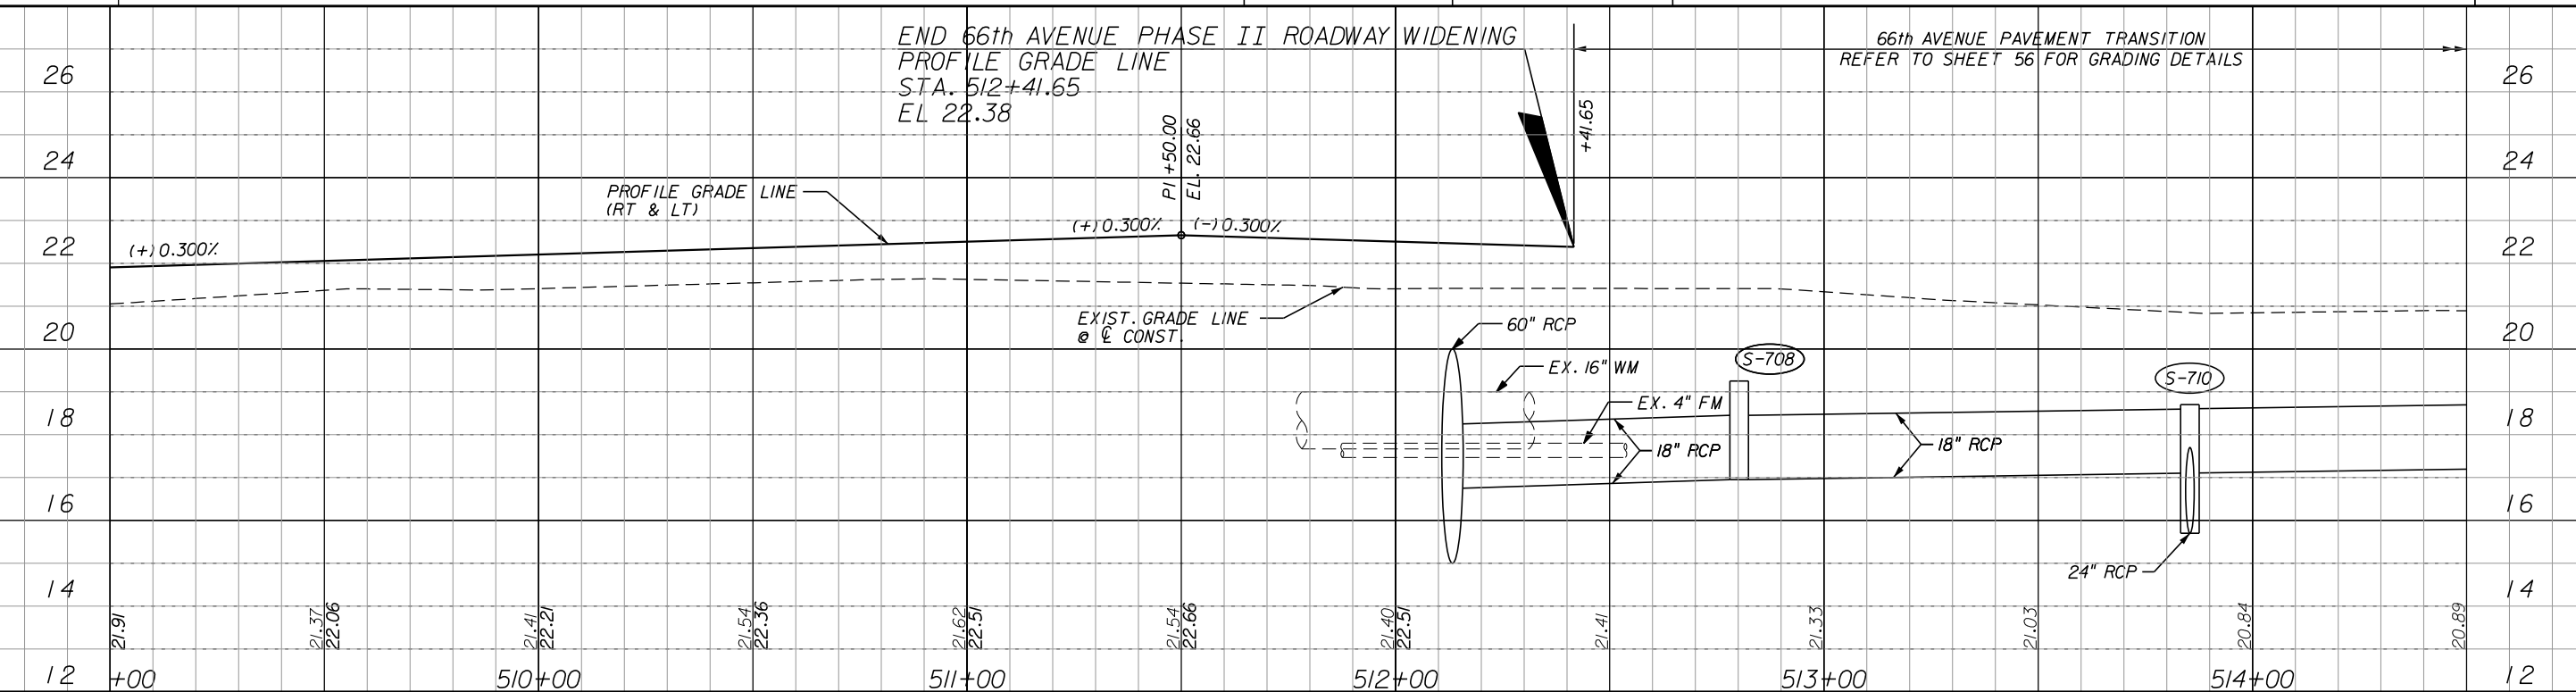 END 66th AVENUE PHASE II ROADWAY WIDENING
PROFILE GRADE LINE
STA. 512+41.65
EL 22.38
66th AVENUE PAVEMENT TRANSITION
REFER TO SHEET 56 FOR GRADING DETAILS
+41.65
PI +50.00
EL. 22.66
26
26
24
24
PROFILE GRADE LINE
(RT & LT)
(+) 0.300%
(+) 0.300%
(-) 0.300%
22
22
EXIST. GRADE LINE
@ ℄ CONST.
20
20
60" RCP
EX. 16" WM
S-708
S-710
EX. 4" FM
18
18
18" RCP
18" RCP
16
16
24" RCP
14
14
21.91
21.37
22.06
21.41
22.21
21.54
22.36
21.62
22.51
21.54
22.66
21.40
22.51
21.41
21.33
21.03
20.84
20.89
12
+00
510+00
511+00
512+00
513+00
514+00
12